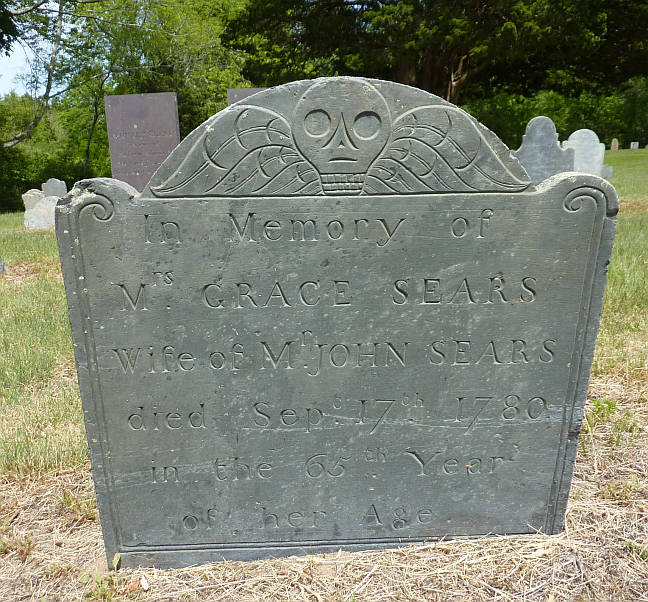 In Memory of
Mrs. GRACE SEARS
Wife of Mr. JOHN SEARS
died Sept. 17th. 1780
in the 65th Year
of her Age